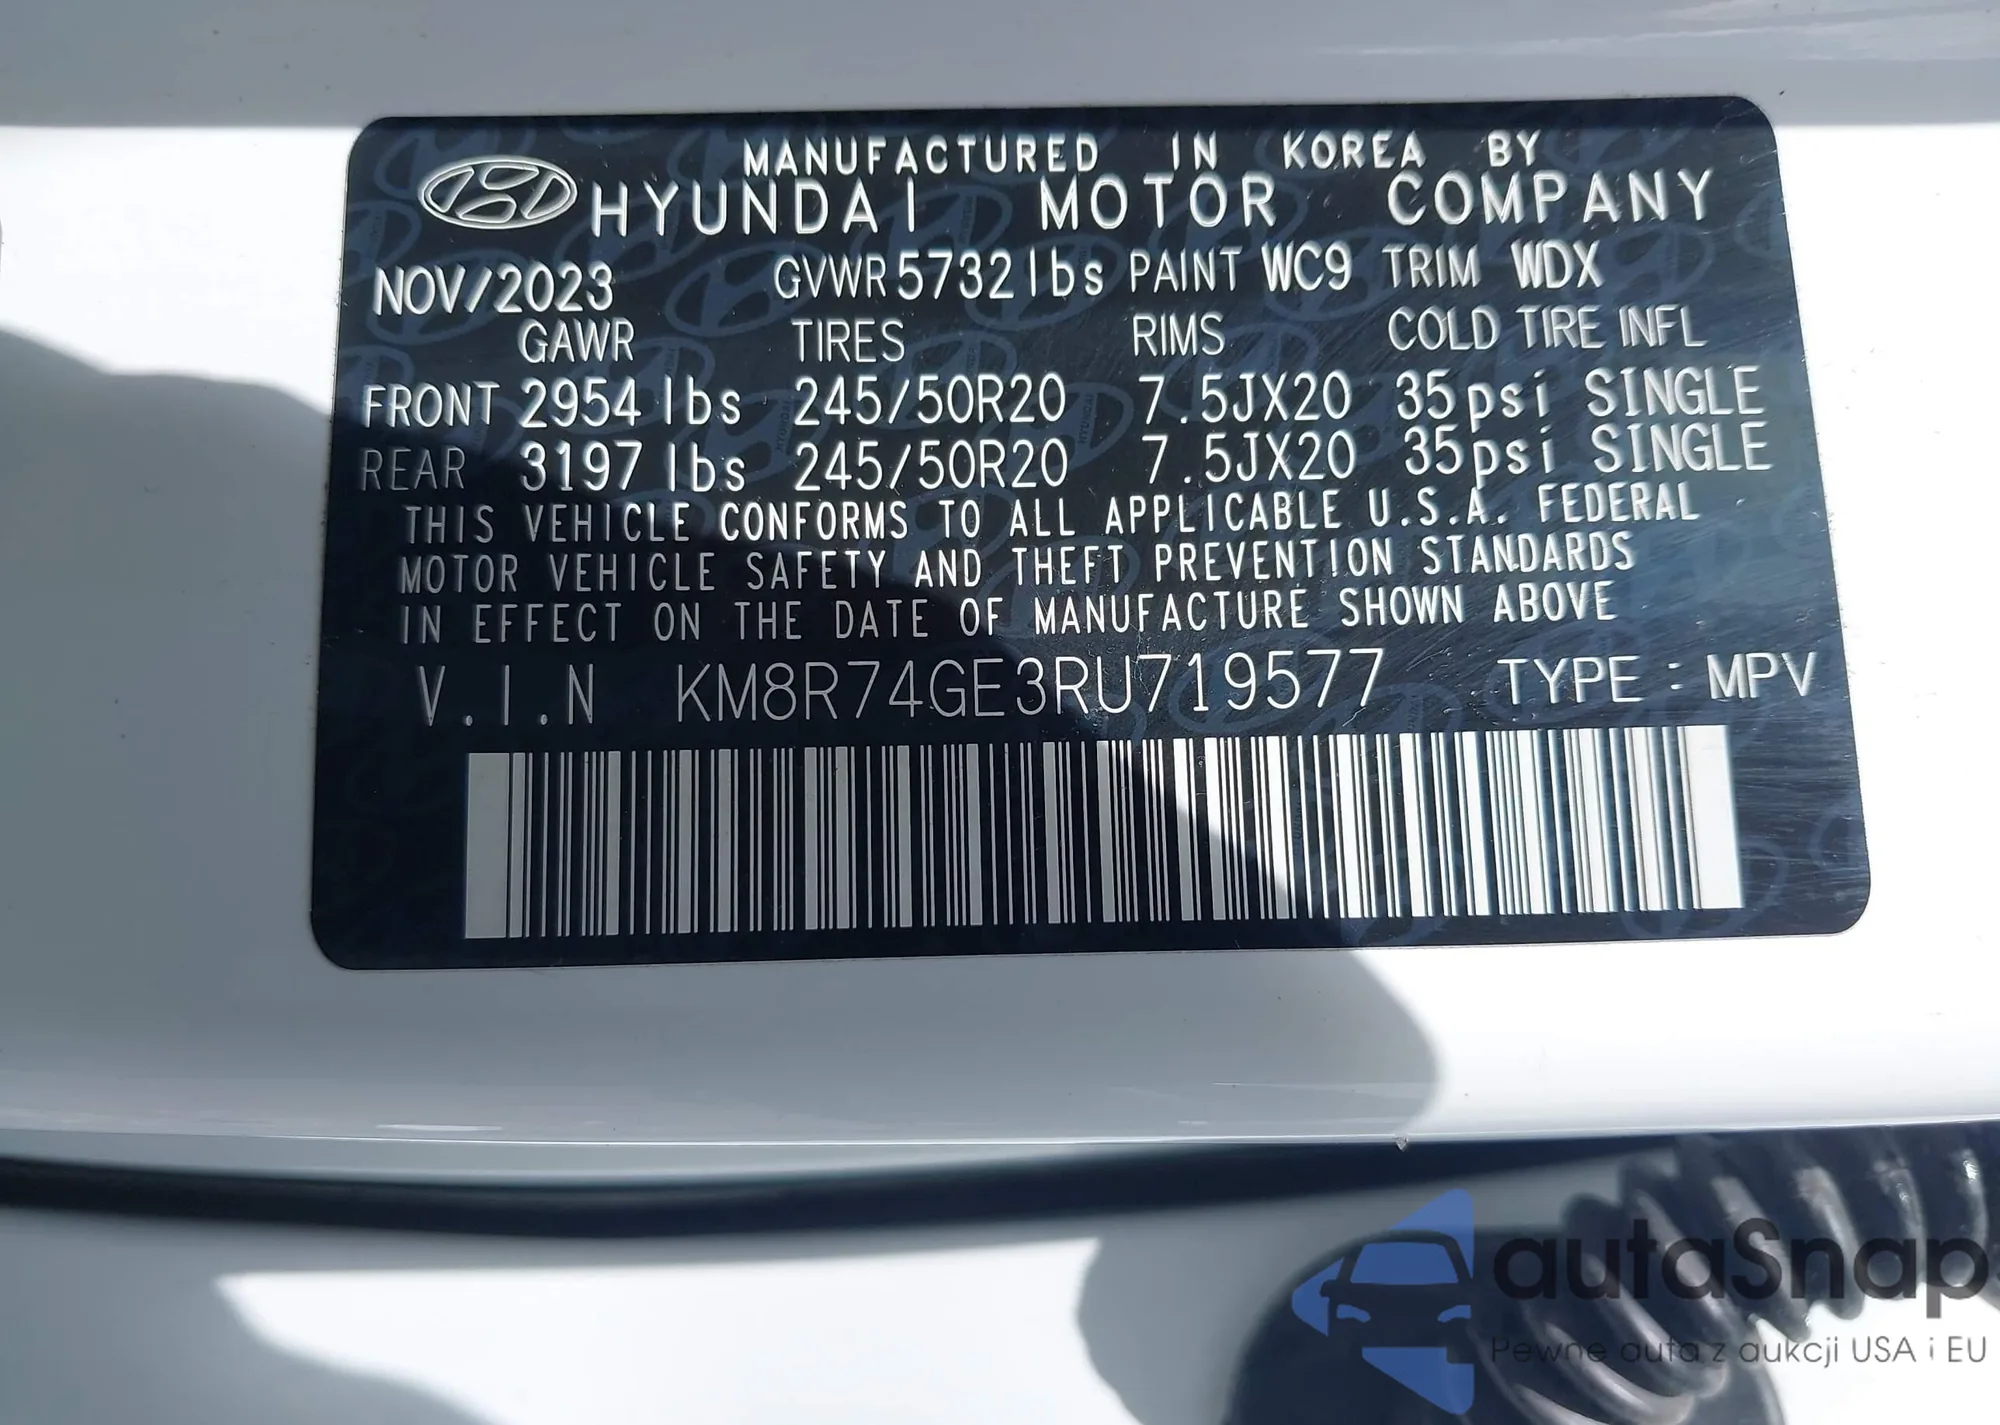 MANUFACTURED IN KOREA BY
HYUNDAI MOTOR COMPANY
NOV/2023 GVWR 5732 lbs PAINT WC9 TRIM WDX
GAWR TIRES RIMS COLD TIRE INFL
FRONT 2954 lbs 245/50R20 7.5JX20 35psi SINGLE
REAR 3197 lbs 245/50R20 7.5JX20 35psi SINGLE
THIS VEHICLE CONFORMS TO ALL APPLICABLE U.S.A. FEDERAL
MOTOR VEHICLE SAFETY AND THEFT PREVENTION STANDARDS
IN EFFECT ON THE DATE OF MANUFACTURE SHOWN ABOVE
V.I.N KM8R74GE3RU719577 TYPE : MPV
autaSnap
Pewne auta z aukcji USA i EU